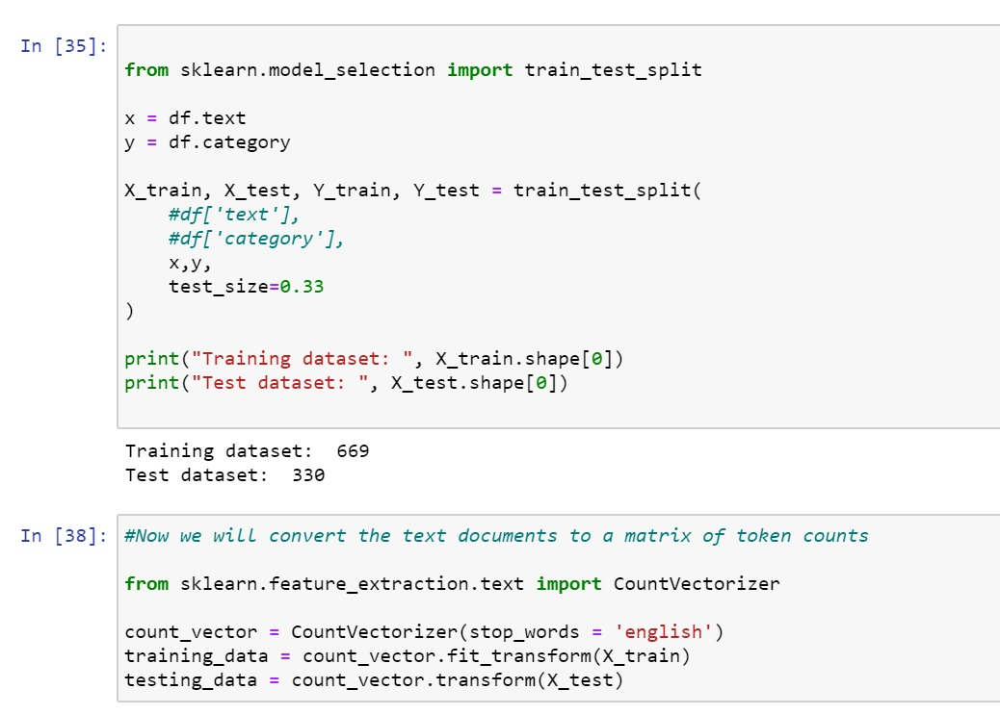 In [35]:
from sklearn.model_selection import train_test_split
x = df.text
y = df.category
X_train, X_test, Y_train, Y_test = train_test_split(
    #df['text'],
    #df['category'],
    x,y,
    test_size=0.33
)
print("Training dataset: ", X_train.shape[0])
print("Test dataset: ", X_test.shape[0])
Training dataset:  669
Test dataset:  330
In [38]:
#Now we will convert the text documents to a matrix of token counts
from sklearn.feature_extraction.text import CountVectorizer
count_vector = CountVectorizer(stop_words = 'english')
training_data = count_vector.fit_transform(X_train)
testing_data = count_vector.transform(X_test)